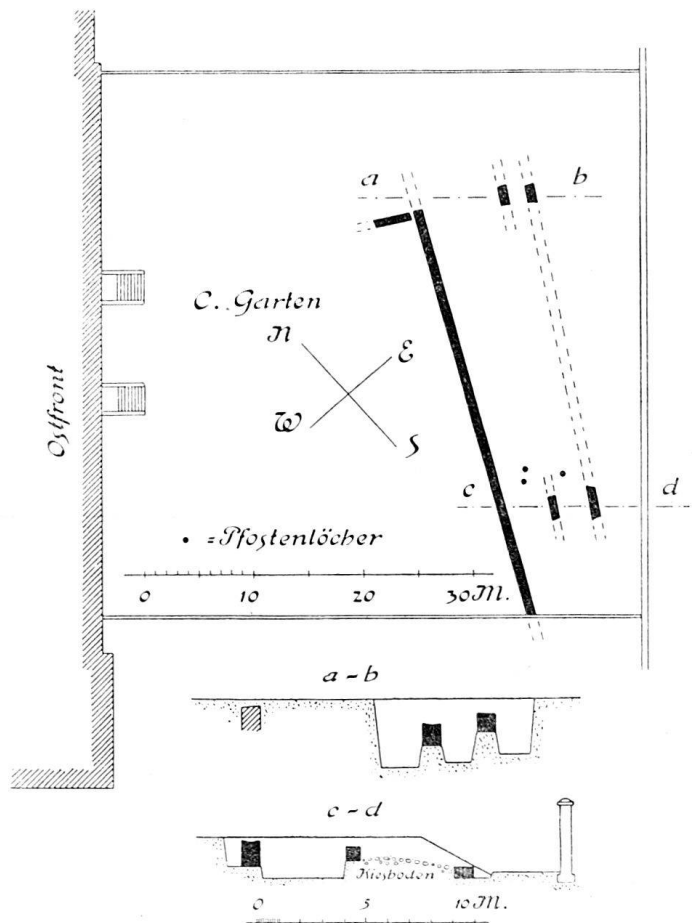 a b
C. Garten
N
E
W
S
Ostfront
c d
• = Pfostenlöcher
0 10 20 30 M.
a - b
c - d
Kiesboden
0 5 10 M.